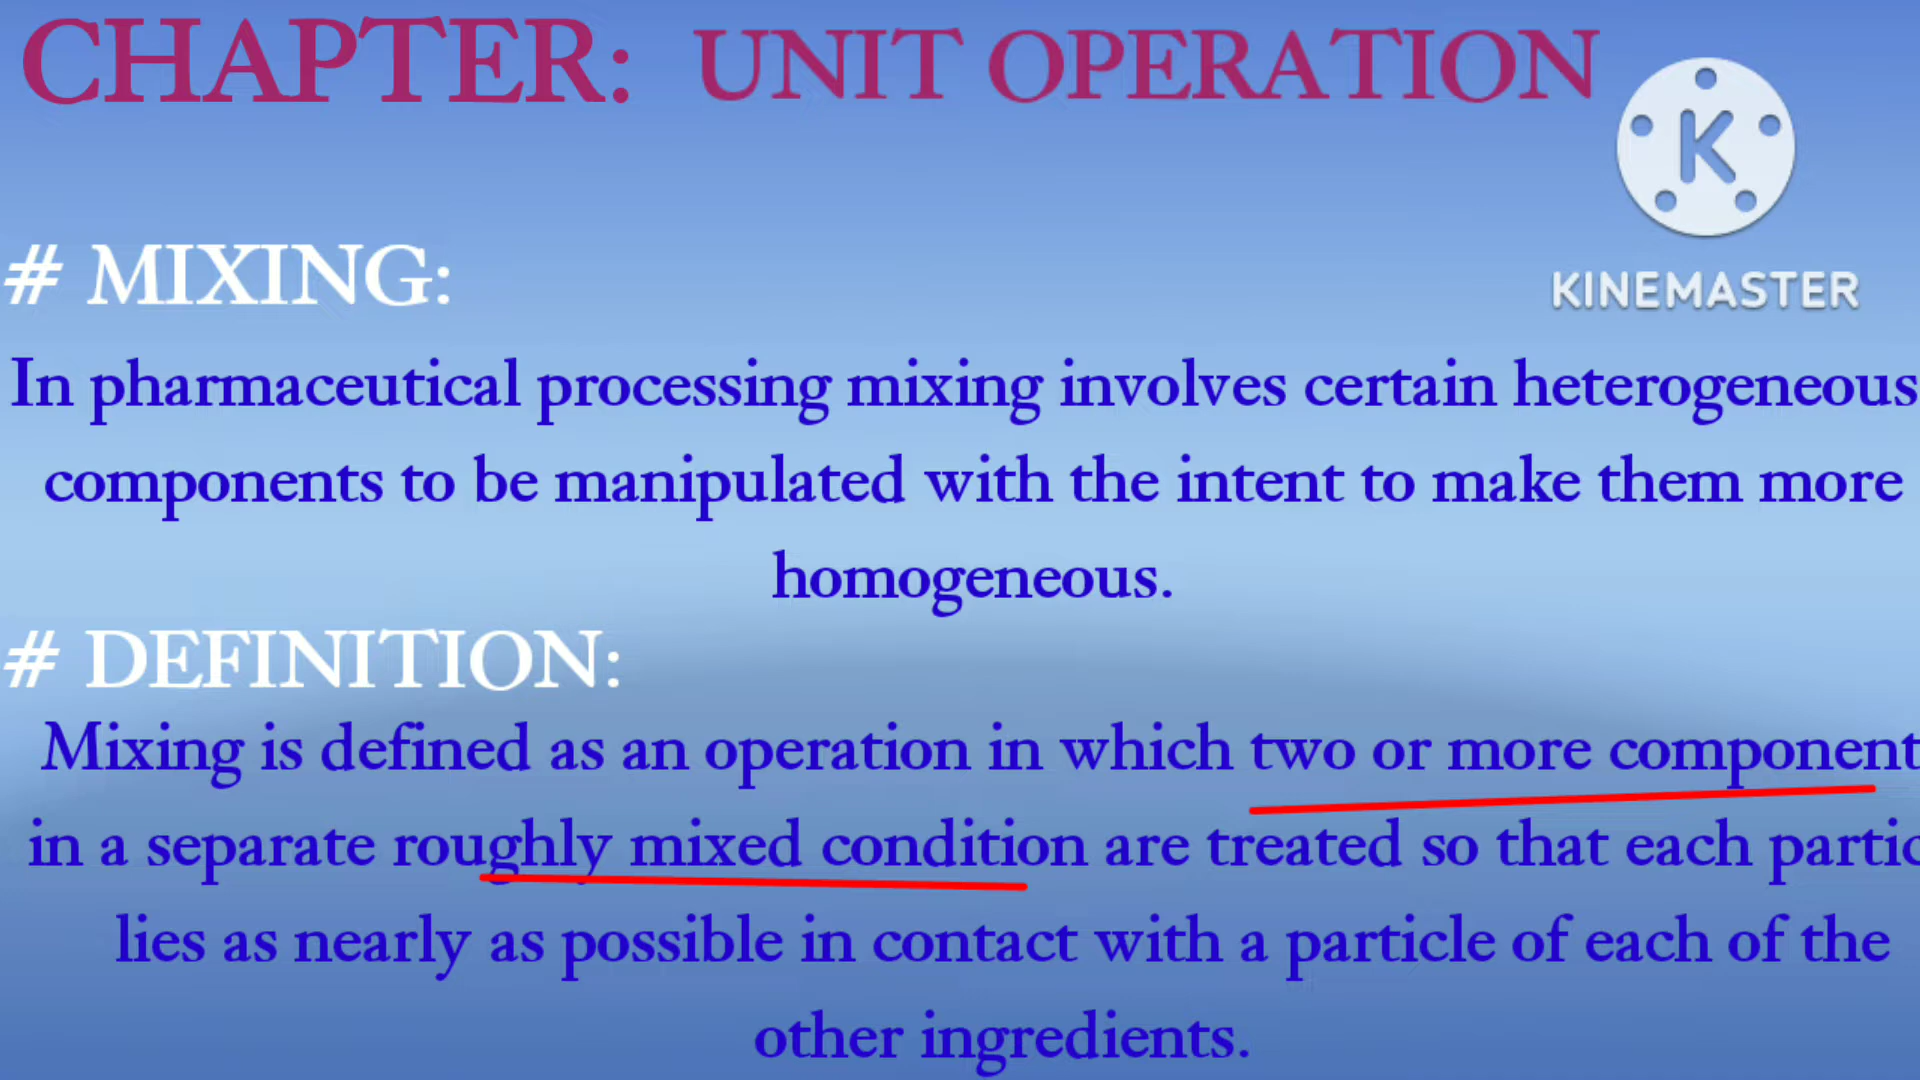 CHAPTER: UNIT OPERATION
K
KINEMASTER
# MIXING:
In pharmaceutical processing mixing involves certain heterogeneous
components to be manipulated with the intent to make them more
homogeneous.
# DEFINITION:
Mixing is defined as an operation in which two or more component
in a separate roughly mixed condition are treated so that each partic
lies as nearly as possible in contact with a particle of each of the
other ingredients.